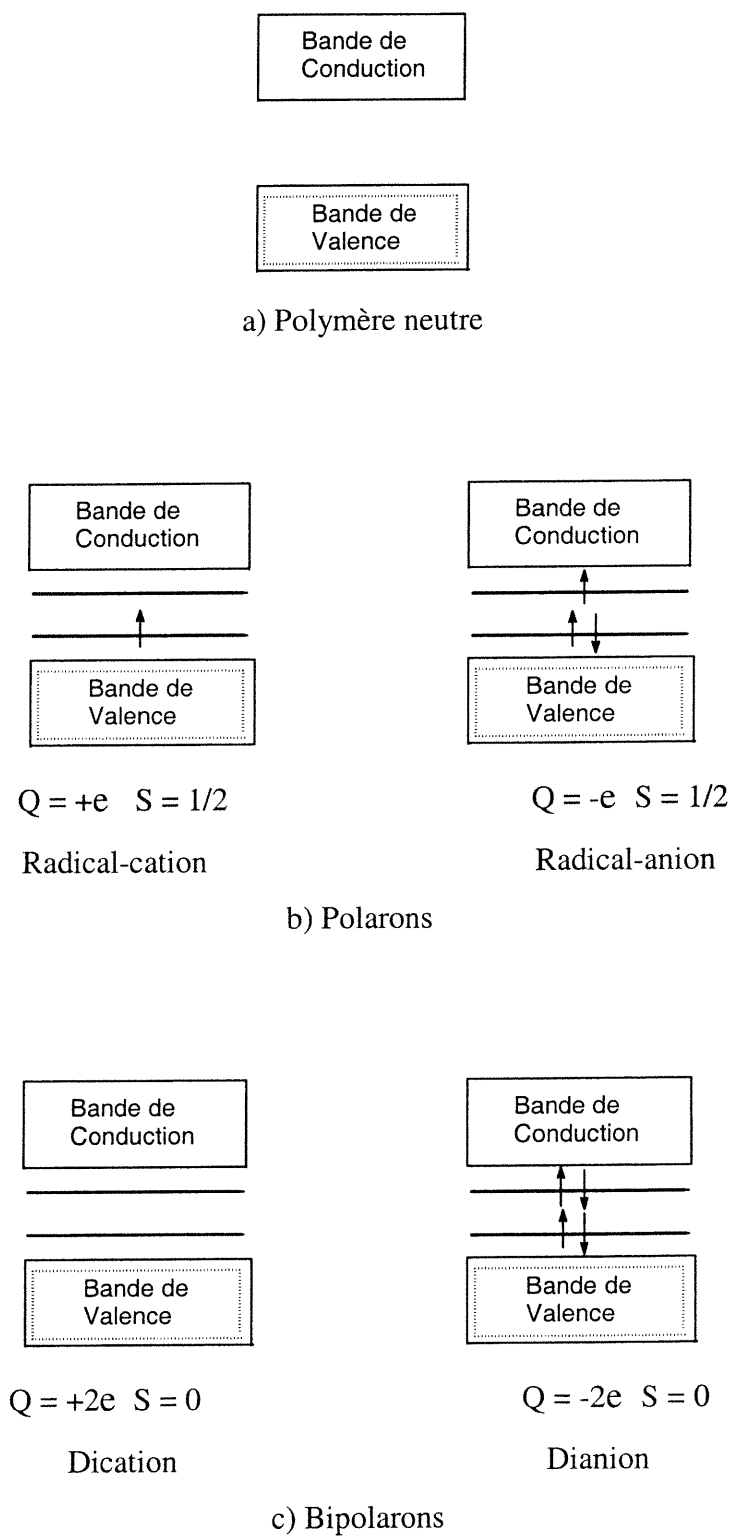 Bande de
Conduction
Bande de
Valence
a) Polymère neutre
Bande de
Conduction
Bande de
Valence
Q = +e S = 1/2
Radical-cation
Bande de
Conduction
Bande de
Valence
Q = -e S = 1/2
Radical-anion
b) Polarons
Bande de
Conduction
Bande de
Valence
Q = +2e S = 0
Dication
Bande de
Conduction
Bande de
Valence
Q = -2e S = 0
Dianion
c) Bipolarons